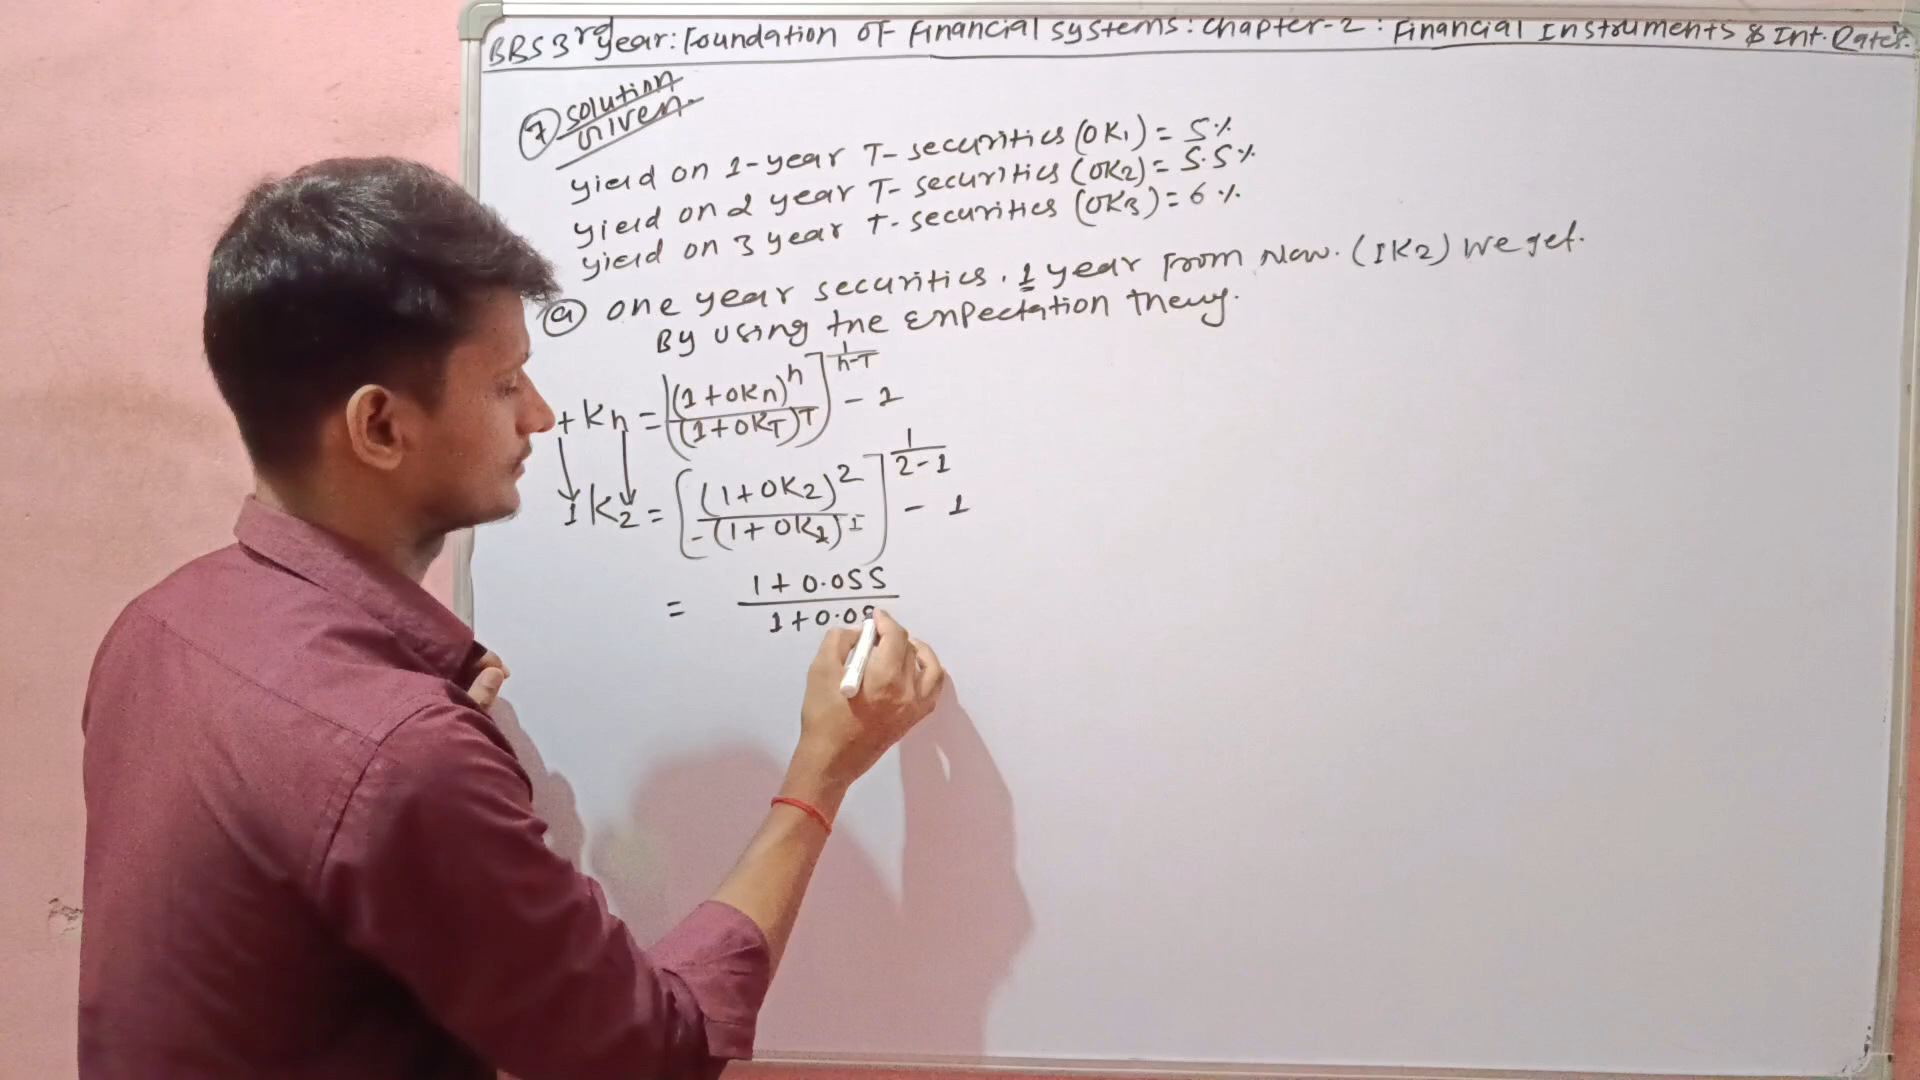 BBS 3rd year: Foundation OF Financial systems: chapter-2: Financial Instruments & Int. Rates.
7 solution
Given.
yield on 1-year T-securities (0K1) = 5%
yield on 2 year T-securities (0K2) = 5.5%
yield on 3 year T-securities (0K3) = 6%
a one year securities. 1 year From Now. (1K2) We get.
By using the Expectation theory.
tKn = [(1+0Kn)^n / (1+0KT)^T]^(1/(n-T)) - 1
1K2 = [(1+0K2)^2 / (1+0K1)^1]^(1/(2-1)) - 1
= (1+0.055) / (1+0.05